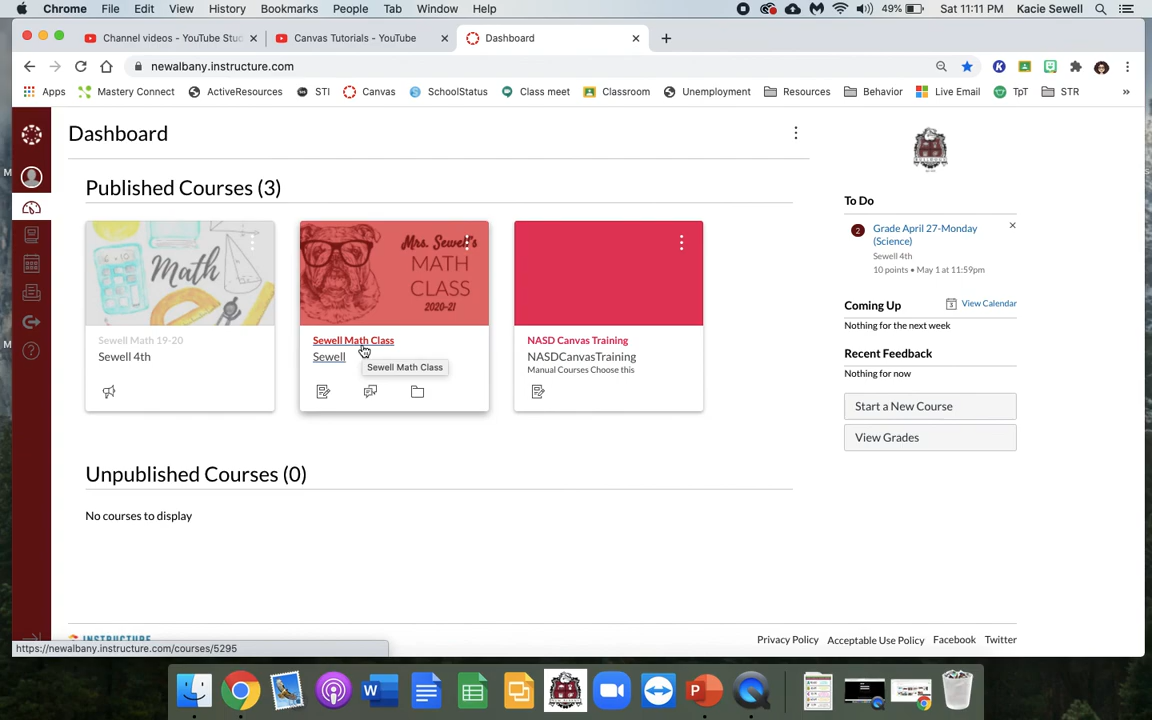 Chrome File Edit View History Bookmarks People Tab Window Help 49% Sat 11:11 PM Kacie Sewell
Channel videos - YouTube Stud Canvas Tutorials - YouTube Dashboard
newalbany.instructure.com
Apps Mastery Connect ActiveResources STI Canvas SchoolStatus Class meet Classroom Unemployment Resources Behavior Live Email TpT STR »
Dashboard
Published Courses (3)
Math
Mrs. Sewell's
MATH
CLASS
2020-21
Sewell Math 19-20
Sewell 4th
Sewell Math Class
Sewell
Sewell Math Class
NASD Canvas Training
NASDCanvasTraining
Manual Courses Choose this
Unpublished Courses (0)
No courses to display
To Do
2 Grade April 27-Monday
(Science)
Sewell 4th
10 points • May 1 at 11:59pm
Coming Up View Calendar
Nothing for the next week
Recent Feedback
Nothing for now
Start a New Course
View Grades
INSTRUCTURE
Privacy Policy Acceptable Use Policy Facebook Twitter
https://newalbany.instructure.com/courses/5295